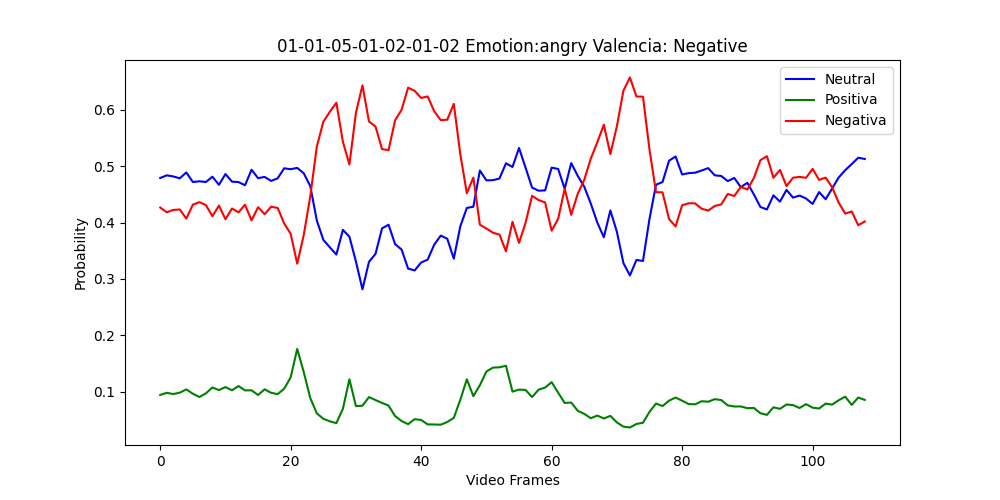 01-01-05-01-02-01-02 Emotion:angry Valencia: Negative
Neutral
Positiva
Negativa
Probability
0.6
0.5
0.4
0.3
0.2
0.1
0 20 40 60 80 100
Video Frames